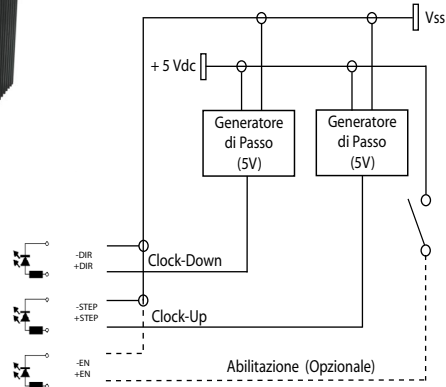 Vss
+ 5 Vdc
Generatore
di Passo
(5V)
Generatore
di Passo
(5V)
-DIR
+DIR
Clock-Down
-STEP
+STEP
Clock-Up
-EN
+EN
Abilitazione (Opzionale)